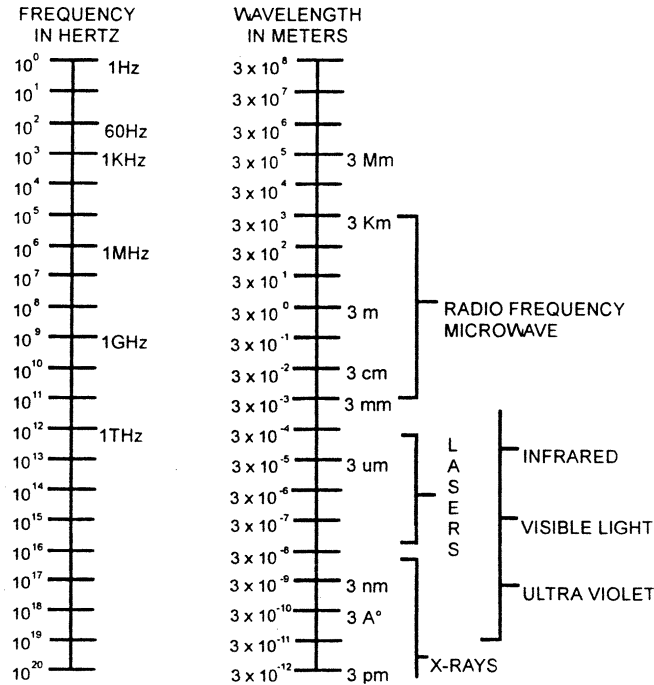 FREQUENCY
IN HERTZ
WAVELENGTH
IN METERS
10⁰ 1Hz 3 x 10⁸
10¹ 3 x 10⁷
10² 60Hz 3 x 10⁶
10³ 1KHz 3 x 10⁵ 3 Mm
10⁴ 3 x 10⁴
10⁵ 3 x 10³ 3 Km
10⁶ 1MHz 3 x 10²
10⁷ 3 x 10¹
10⁸ 3 x 10⁰ 3 m RADIO FREQUENCY
MICROWAVE
10⁹ 1GHz 3 x 10⁻¹
10¹⁰ 3 x 10⁻² 3 cm
10¹¹ 3 x 10⁻³ 3 mm
10¹² 1THz 3 x 10⁻⁴
10¹³ 3 x 10⁻⁵ 3 um LASERS INFRARED
10¹⁴ 3 x 10⁻⁶
10¹⁵ 3 x 10⁻⁷ VISIBLE LIGHT
10¹⁶ 3 x 10⁻⁸
10¹⁷ 3 x 10⁻⁹ 3 nm ULTRA VIOLET
10¹⁸ 3 x 10⁻¹⁰ 3 A°
10¹⁹ 3 x 10⁻¹¹
10²⁰ 3 x 10⁻¹² 3 pm X-RAYS